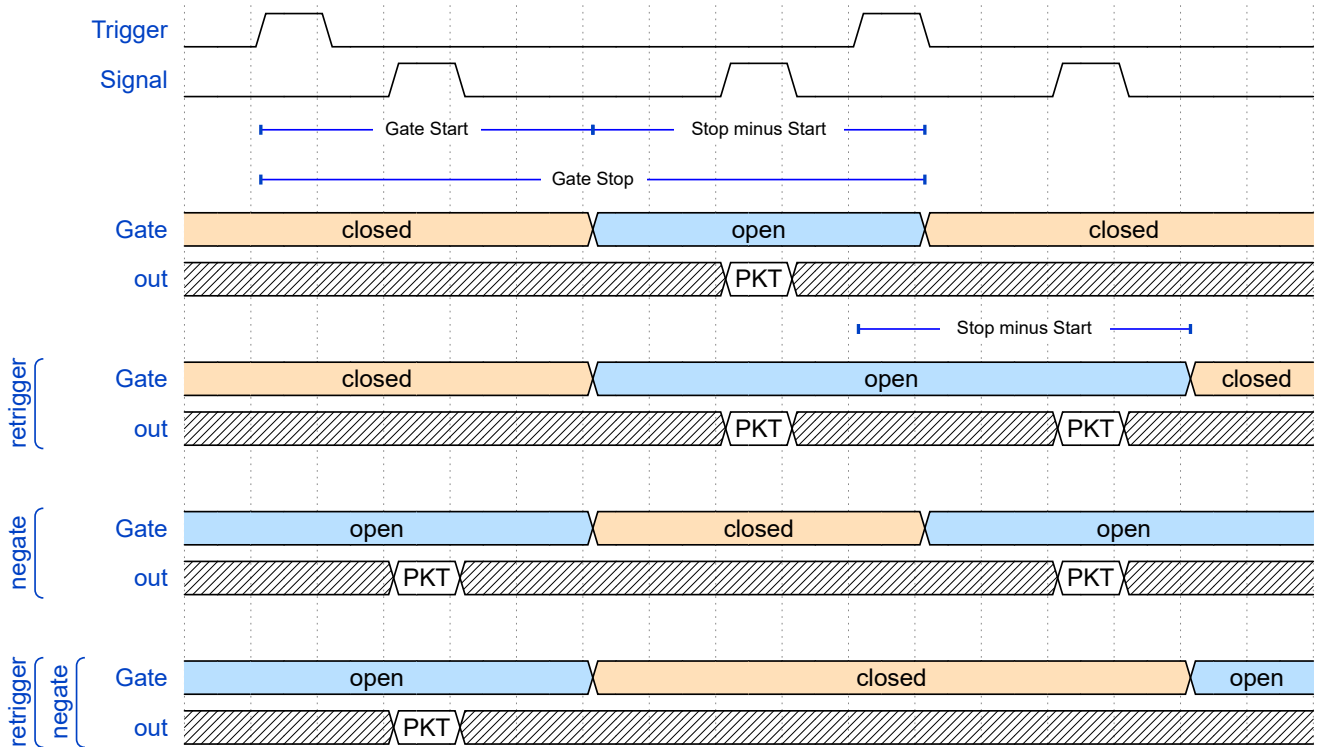 Trigger
Signal
Gate Start
Stop minus Start
Gate Stop
Gate closed open closed
out PKT
Stop minus Start
retrigger
Gate closed open closed
out PKT PKT
negate
Gate open closed open
out PKT PKT
retrigger
negate
Gate open closed open
out PKT